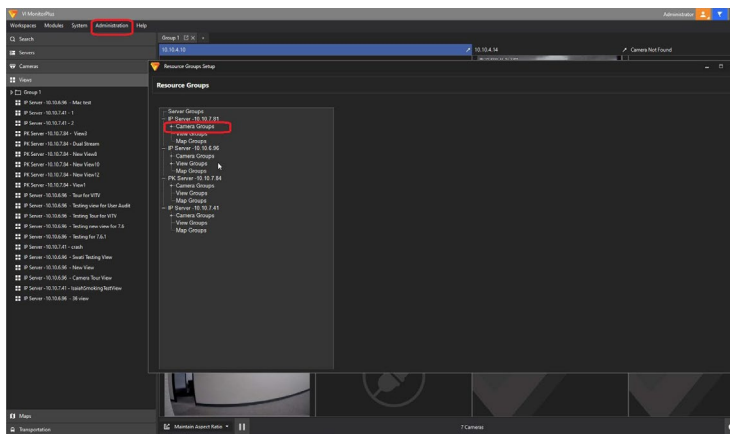 VI MonitorPlus
Administrator
Workspaces Modules System Administration Help
Search
Servers
Cameras
Views
Group 1
IP Server - 10.10.6.96 - Mac test
IP Server - 10.10.7.41 - 1
IP Server - 10.10.7.41 - 2
PK Server - 10.10.7.84 - View3
PK Server - 10.10.7.84 - Dual Stream
PK Server - 10.10.7.84 - New View8
PK Server - 10.10.7.84 - New View10
PK Server - 10.10.7.84 - New View12
PK Server - 10.10.7.84 - View1
IP Server - 10.10.6.96 - Tour for VITV
IP Server - 10.10.6.96 - Testing view for User Audit
IP Server - 10.10.6.96 - Testing Tour for VITV
IP Server - 10.10.6.96 - Testing new view for 7.6
IP Server - 10.10.6.96 - Testing for 7.6.1
IP Server - 10.10.7.41 - crash
IP Server - 10.10.6.96 - Swati Testing View
IP Server - 10.10.6.96 - New View
IP Server - 10.10.6.96 - Camera Tour View
IP Server - 10.10.7.41 - IsaiahSmokingTestView
IP Server - 10.10.6.96 - 36 view
Maps
Transportation
Group 1
10.10.4.10
10.10.4.14
Camera Not Found
Resource Groups Setup
Resource Groups
Server Groups
IP Server -10.10.7.81
Camera Groups
View Groups
Map Groups
IP Server -10.10.6.96
Camera Groups
View Groups
Map Groups
PK Server -10.10.7.84
Camera Groups
View Groups
Map Groups
IP Server -10.10.7.41
Camera Groups
View Groups
Map Groups
Maintain Aspect Ratio
7 Cameras